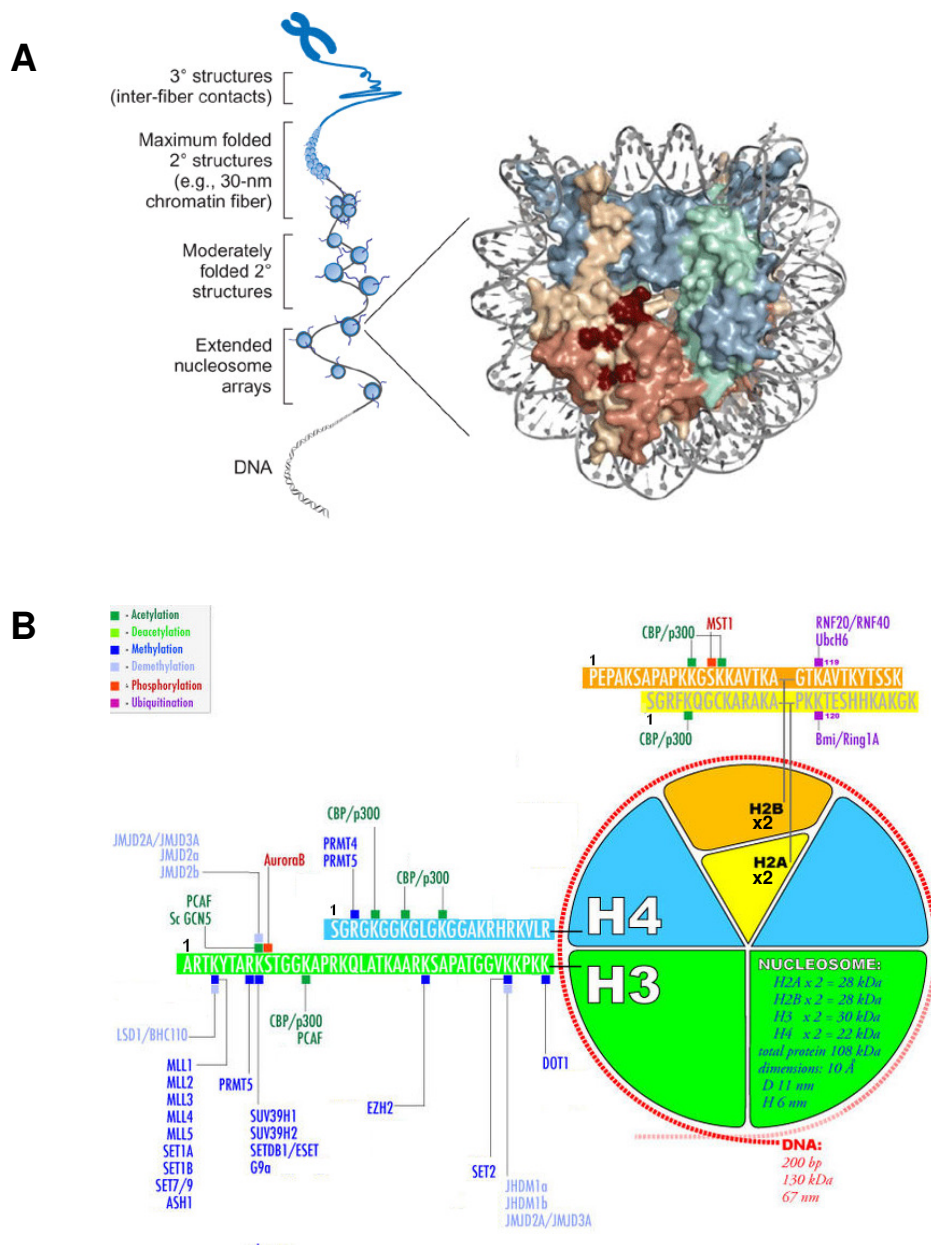 A
3° structures
(inter-fiber contacts)
Maximum folded
2° structures
(e.g., 30-nm
chromatin fiber)
Moderately
folded 2°
structures
Extended
nucleosome
arrays
DNA
B
- Acetylation
- Deacetylation
- Methylation
- Demethylation
- Phosphorylation
- Ubiquitination
CBP/p300
MST1
RNF20/RNF40
UbcH6
119
1
PEPAKSAPAPKKGSKKAVTKA
GTKAVTKYTSSK
SGRFKQGCKARAKA
PKKTESHHKAKGK
1
120
CBP/p300
Bmi/Ring1A
H2B
x2
H2A
x2
JMJD2A/JMJD3A
JMJD2a
JMJD2b
AuroraB
PCAF
Sc GCN5
CBP/p300
PRMT4
PRMT5
CBP/p300
1
SGRGKGGKGLGKGGAKRHRKVLR
H4
1
ARTKYTARKSTGGKAPRKQLATKAARKSAPATGGVKKPKK
H3
LSD1/BHC110
MLL1
MLL2
MLL3
MLL4
MLL5
SET1A
SET1B
SET7/9
ASH1
PRMT5
SUV39H1
SUV39H2
SETDB1/ESET
G9a
CBP/p300
PCAF
EZH2
SET2
JHDM1a
JHDM1b
JMJD2A/JMJD3A
DOT1
NUCLEOSOME:
H2A x 2 = 28 kDa
H2B x 2 = 28 kDa
H3 x 2 = 30 kDa
H4 x 2 = 22 kDa
total protein 108 kDa
dimensions: 10 Å
D 11 nm
H 6 nm
DNA:
200 bp
130 kDa
67 nm